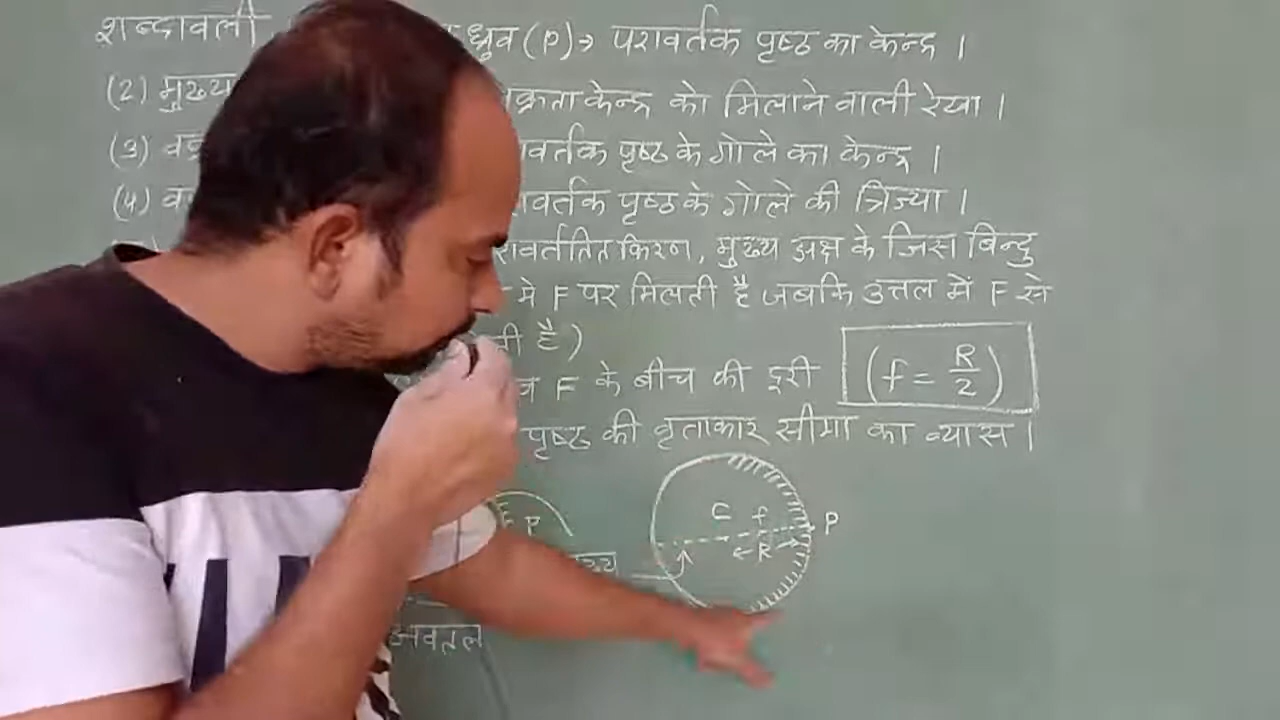 शब्दावली ध्रुव (P) → परावर्तक पृष्ठ का केन्द्र ।
(2) मुख्य वक्रता केन्द्र को मिलाने वाली रेखा ।
(3) परावर्तक पृष्ठ के गोले का केन्द्र ।
(4) परावर्तक पृष्ठ के गोले की त्रिज्या ।
परावर्तित किरण, मुख्य अक्ष के जिस बिन्दु
मे F पर मिलती है जबकि उत्तल में F से
है)
व F के बीच की दूरी (f = R/2)
पृष्ठ की वृताकार सीमा का व्यास ।
F P
C f P
R
अवतल